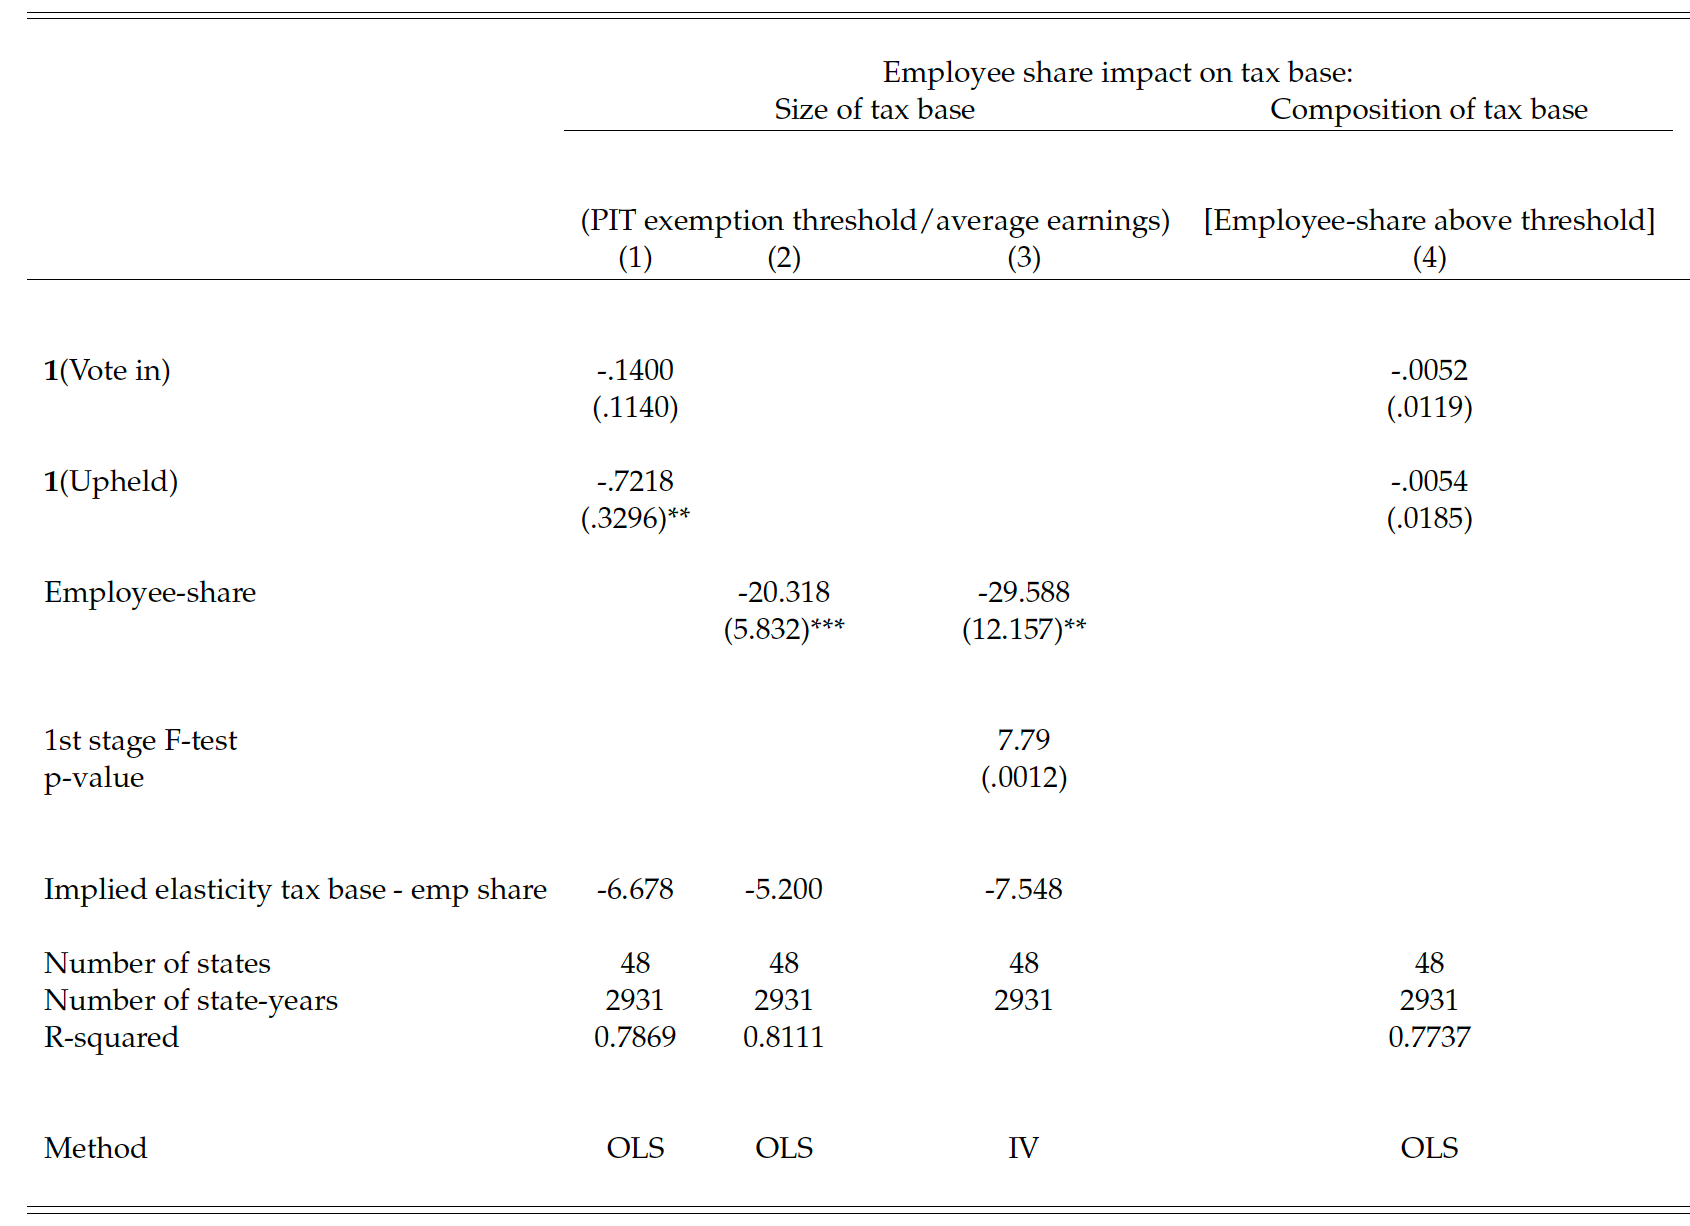 Employee share impact on tax base:
Size of tax base Composition of tax base
(PIT exemption threshold/average earnings) [Employee-share above threshold]
(1) (2) (3) (4)
1(Vote in) -.1400 -.0052
(.1140) (.0119)
1(Upheld) -.7218 -.0054
(.3296)** (.0185)
Employee-share -20.318 -29.588
(5.832)*** (12.157)**
1st stage F-test 7.79
p-value (.0012)
Implied elasticity tax base - emp share -6.678 -5.200 -7.548
Number of states 48 48 48 48
Number of state-years 2931 2931 2931 2931
R-squared 0.7869 0.8111 0.7737
Method OLS OLS IV OLS